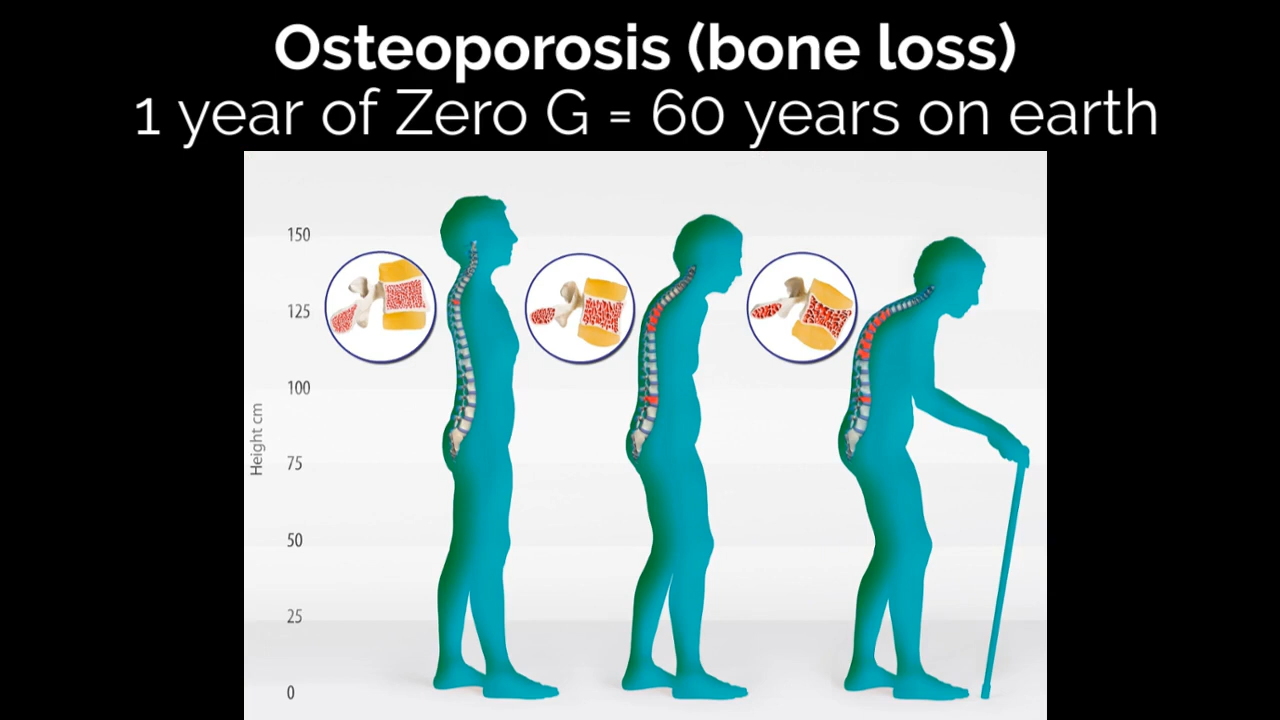 Osteoporosis (bone loss)
1 year of Zero G = 60 years on earth
150
125
100
75
50
25
0
Height cm